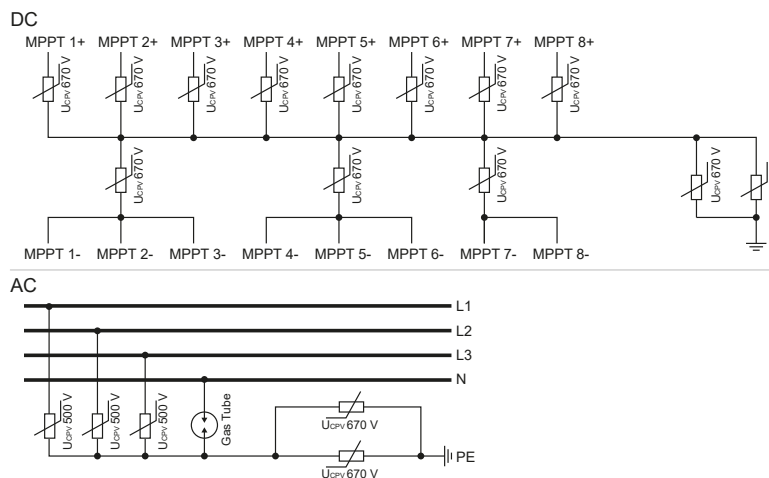 DC
MPPT 1+ MPPT 2+ MPPT 3+ MPPT 4+ MPPT 5+ MPPT 6+ MPPT 7+ MPPT 8+
UCPV 670 V UCPV 670 V UCPV 670 V UCPV 670 V UCPV 670 V UCPV 670 V UCPV 670 V UCPV 670 V
UCPV 670 V UCPV 670 V UCPV 670 V UCPV 670 V
MPPT 1- MPPT 2- MPPT 3- MPPT 4- MPPT 5- MPPT 6- MPPT 7- MPPT 8-
AC
L1
L2
L3
N
UCPV 500 V UCPV 500 V UCPV 500 V Gas Tube
UCPV 670 V
PE
UCPV 670 V